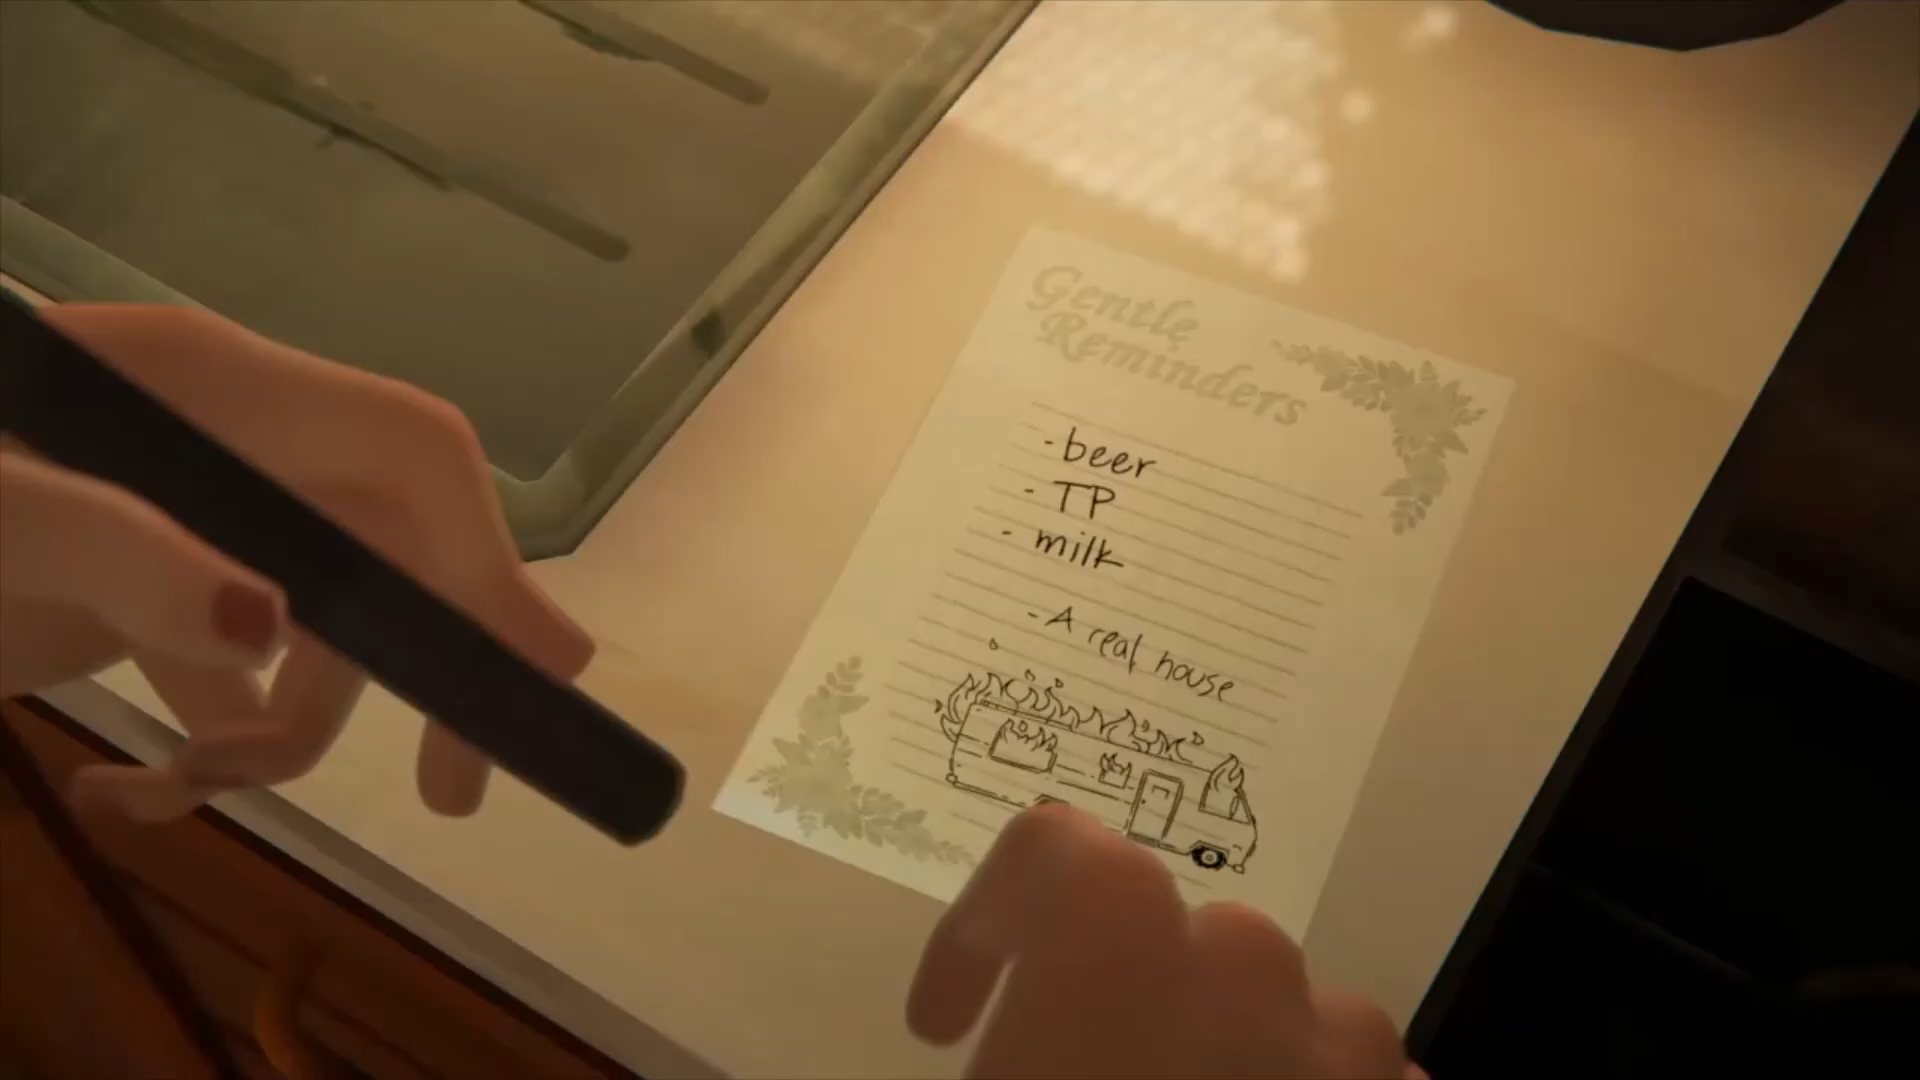 Gentle
Reminders
- beer
- TP
- milk
- A real house